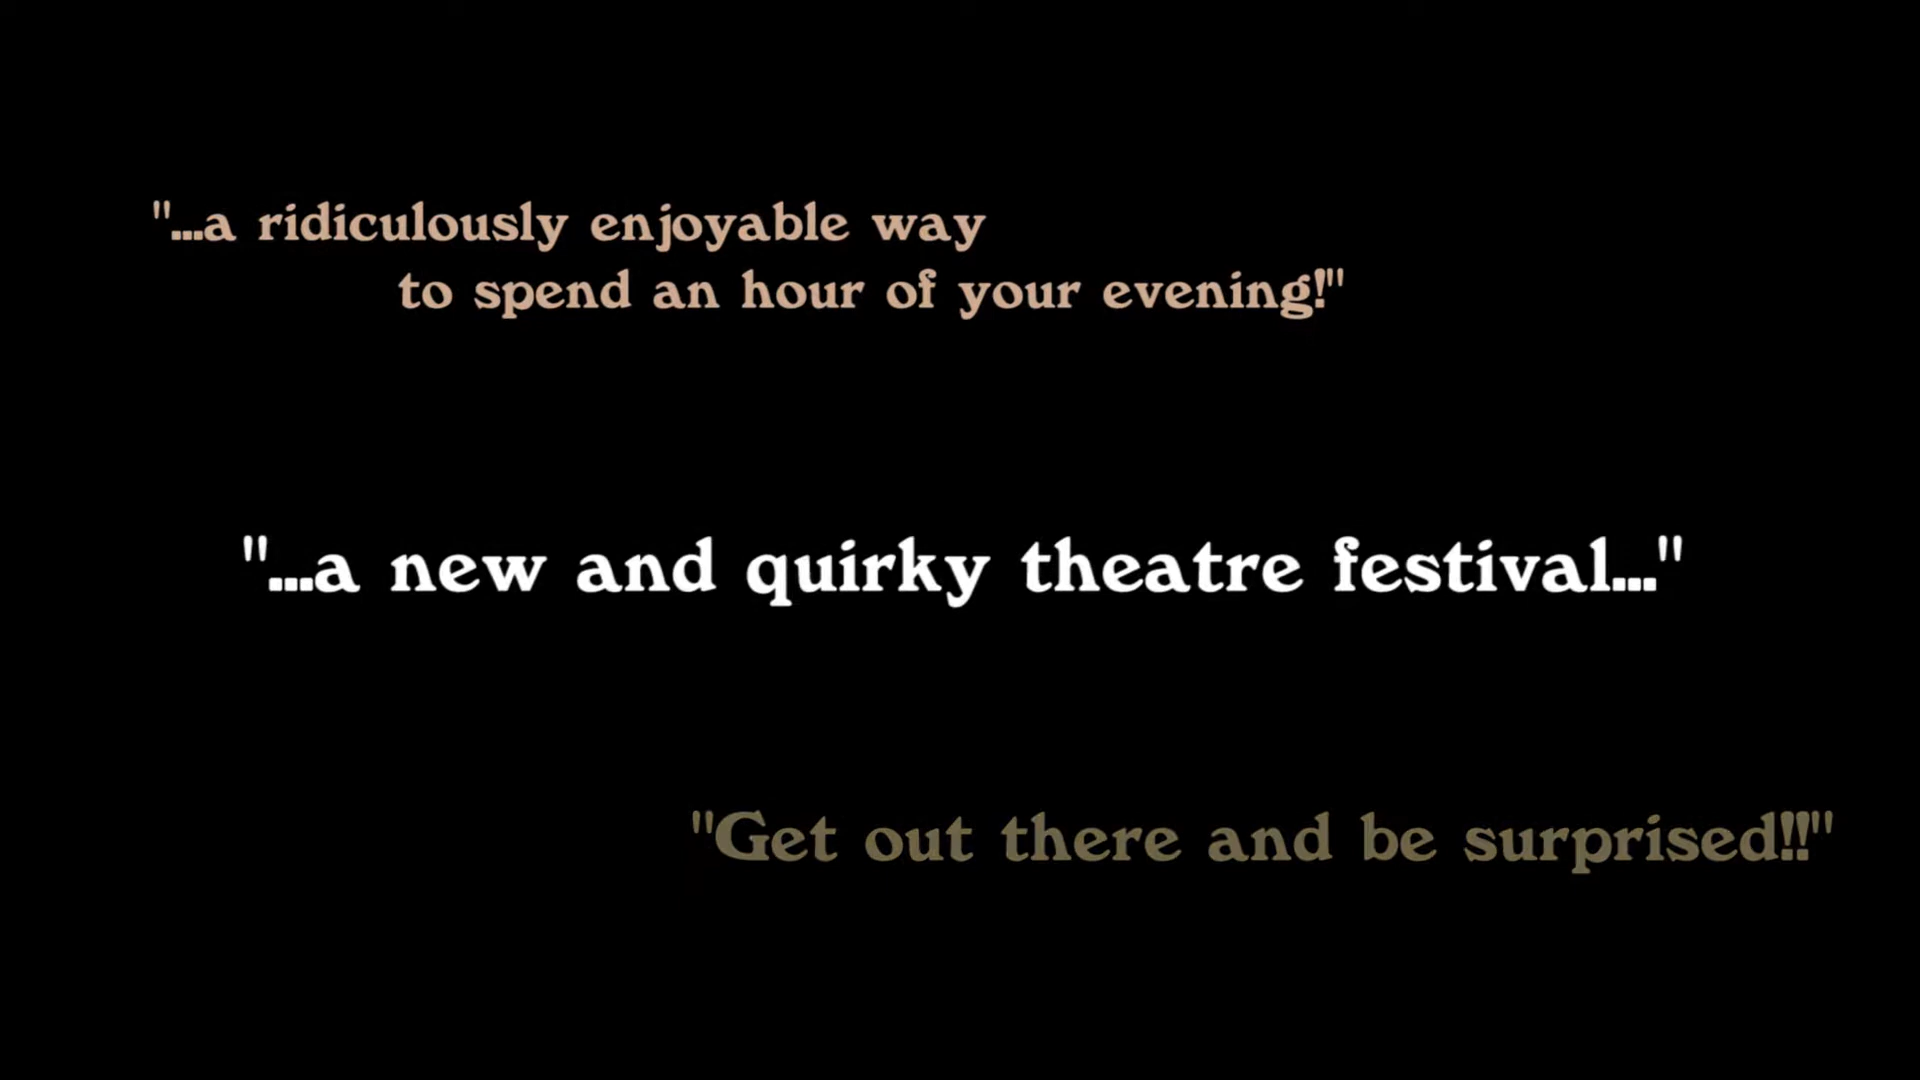 "...a ridiculously enjoyable way
to spend an hour of your evening!"
"...a new and quirky theatre festival..."
"Get out there and be surprised!!"